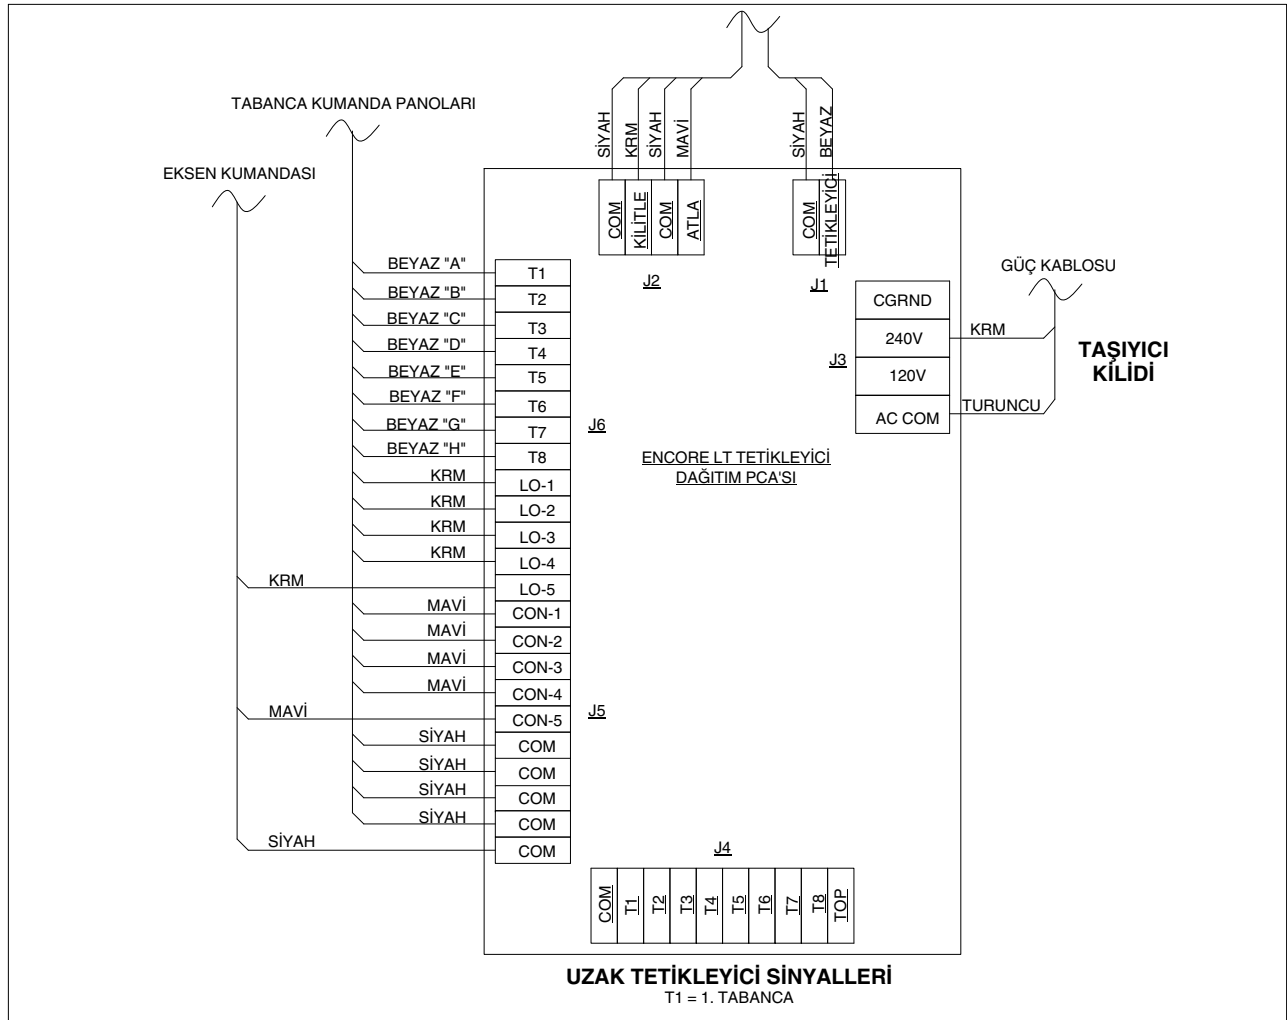 TABANCA KUMANDA PANOLARI
EKSEN KUMANDASI
SİYAH
KRM
SİYAH
MAVİ
SİYAH
BEYAZ
COM
KİLİTLE
COM
ATLA
COM
TETİKLEYİCİ
J2
J1
GÜÇ KABLOSU
CGRND
240V
120V
AC COM
J3
KRM
TURUNCU
TAŞIYICI
KİLİDİ
BEYAZ "A" T1
BEYAZ "B" T2
BEYAZ "C" T3
BEYAZ "D" T4
BEYAZ "E" T5
BEYAZ "F" T6
BEYAZ "G" T7
BEYAZ "H" T8
J6
KRM LO-1
KRM LO-2
KRM LO-3
KRM LO-4
KRM LO-5
MAVİ CON-1
MAVİ CON-2
MAVİ CON-3
MAVİ CON-4
MAVİ CON-5
J5
SİYAH COM
SİYAH COM
SİYAH COM
SİYAH COM
SİYAH COM
ENCORE LT TETİKLEYİCİ
DAĞITIM PCA'SI
J4
COM
T1
T2
T3
T4
T5
T6
T7
T8
TOP
UZAK TETİKLEYİCİ SİNYALLERİ
T1 = 1. TABANCA